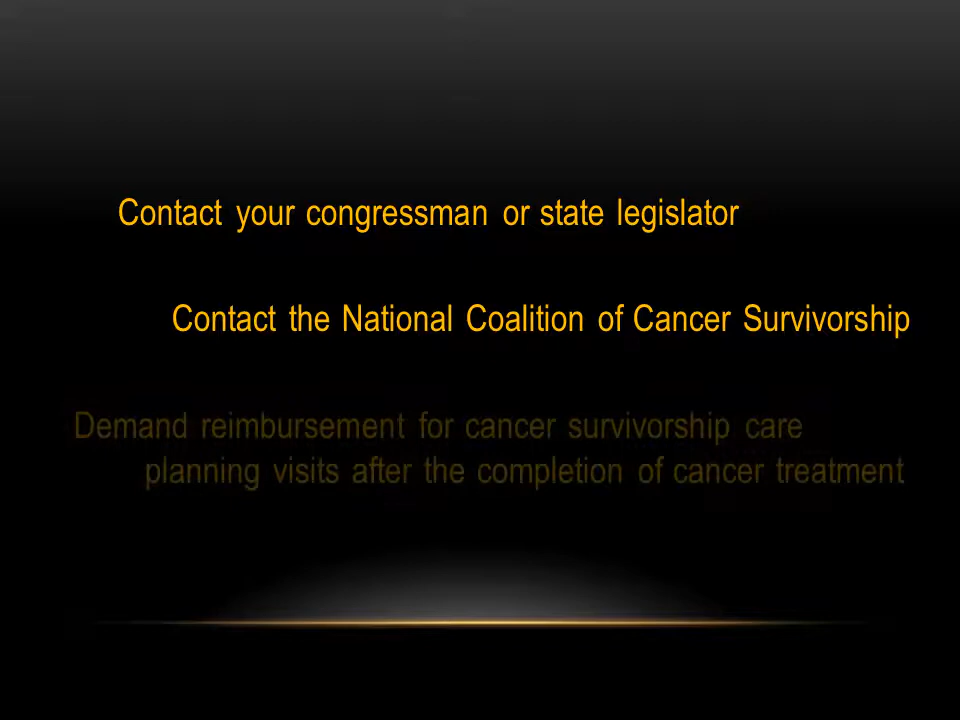 Contact your congressman or state legislator
Contact the National Coalition of Cancer Survivorship
Demand reimbursement for cancer survivorship care
planning visits after the completion of cancer treatment